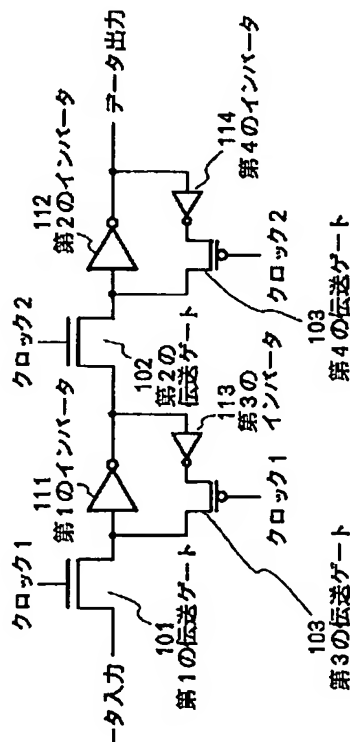 クロック1
111
第1のインバータ
クロック2
112
第2のインバータ
ータ入力
データ出力
101
第1の伝送ゲート
102
第2の
伝送ゲート
113
第3の
インバータ
114
第4のインバータ
クロック1
クロック2
103
第3の伝送ゲート
103
第4の伝送ゲート